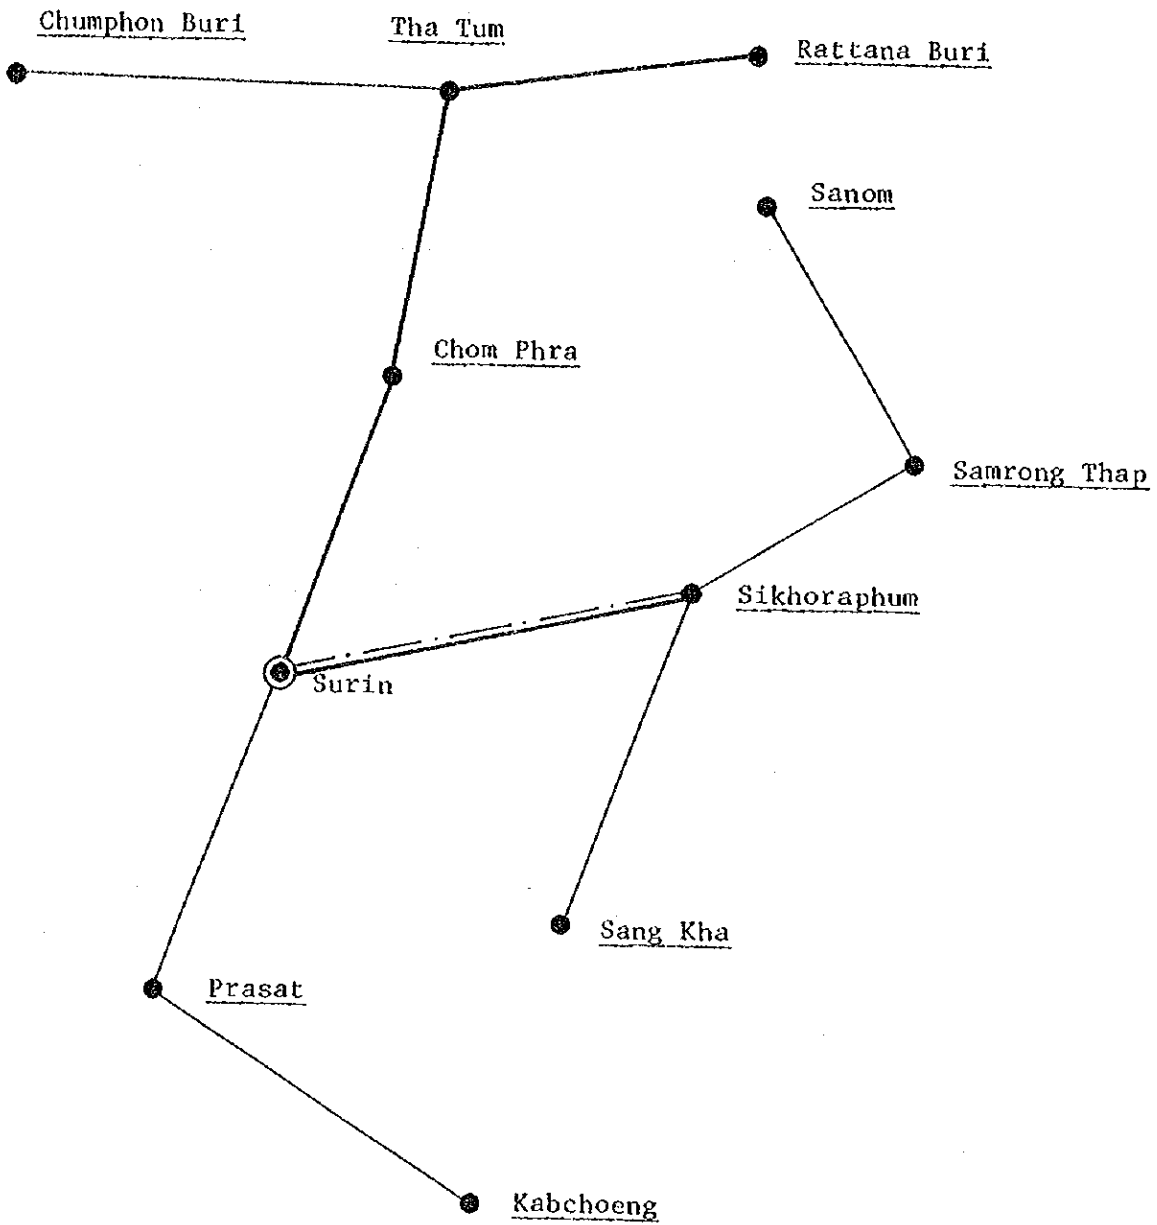 Chumphon Buri
Tha Tum
Rattana Buri
Sanom
Chom Phra
Samrong Thap
Sikhoraphum
Surin
Sang Kha
Prasat
Kabchoeng